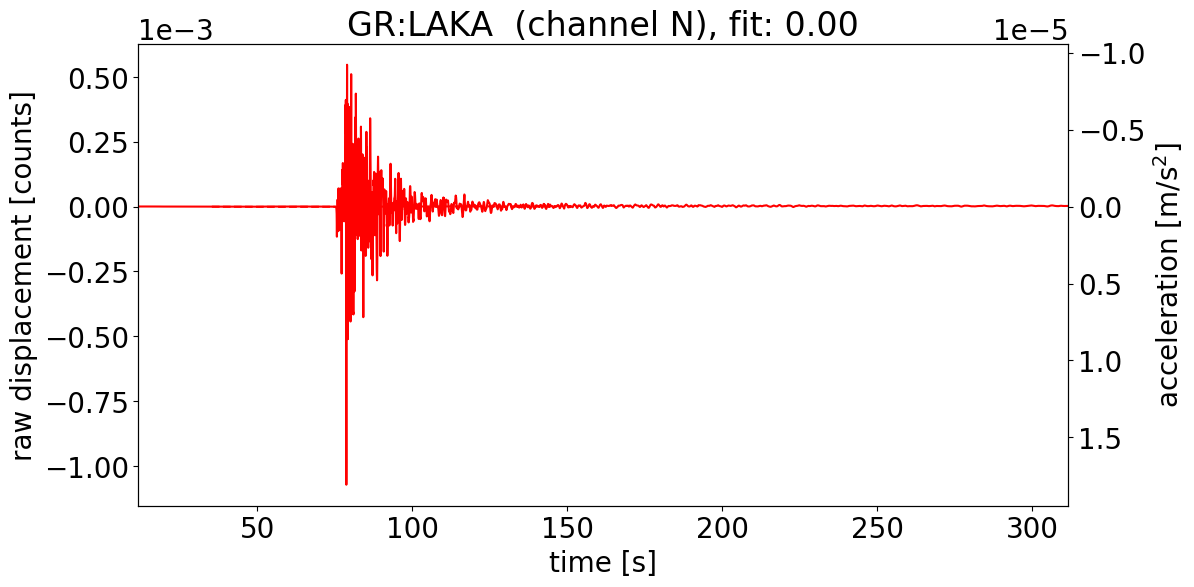 GR:LAKA  (channel N), fit: 0.00
1e−3
1e−5
raw displacement [counts]
0.50
0.25
0.00
−0.25
−0.50
−0.75
−1.00
−1.0
−0.5
0.0
0.5
1.0
1.5
acceleration [m/s²]
50 100 150 200 250 300
time [s]